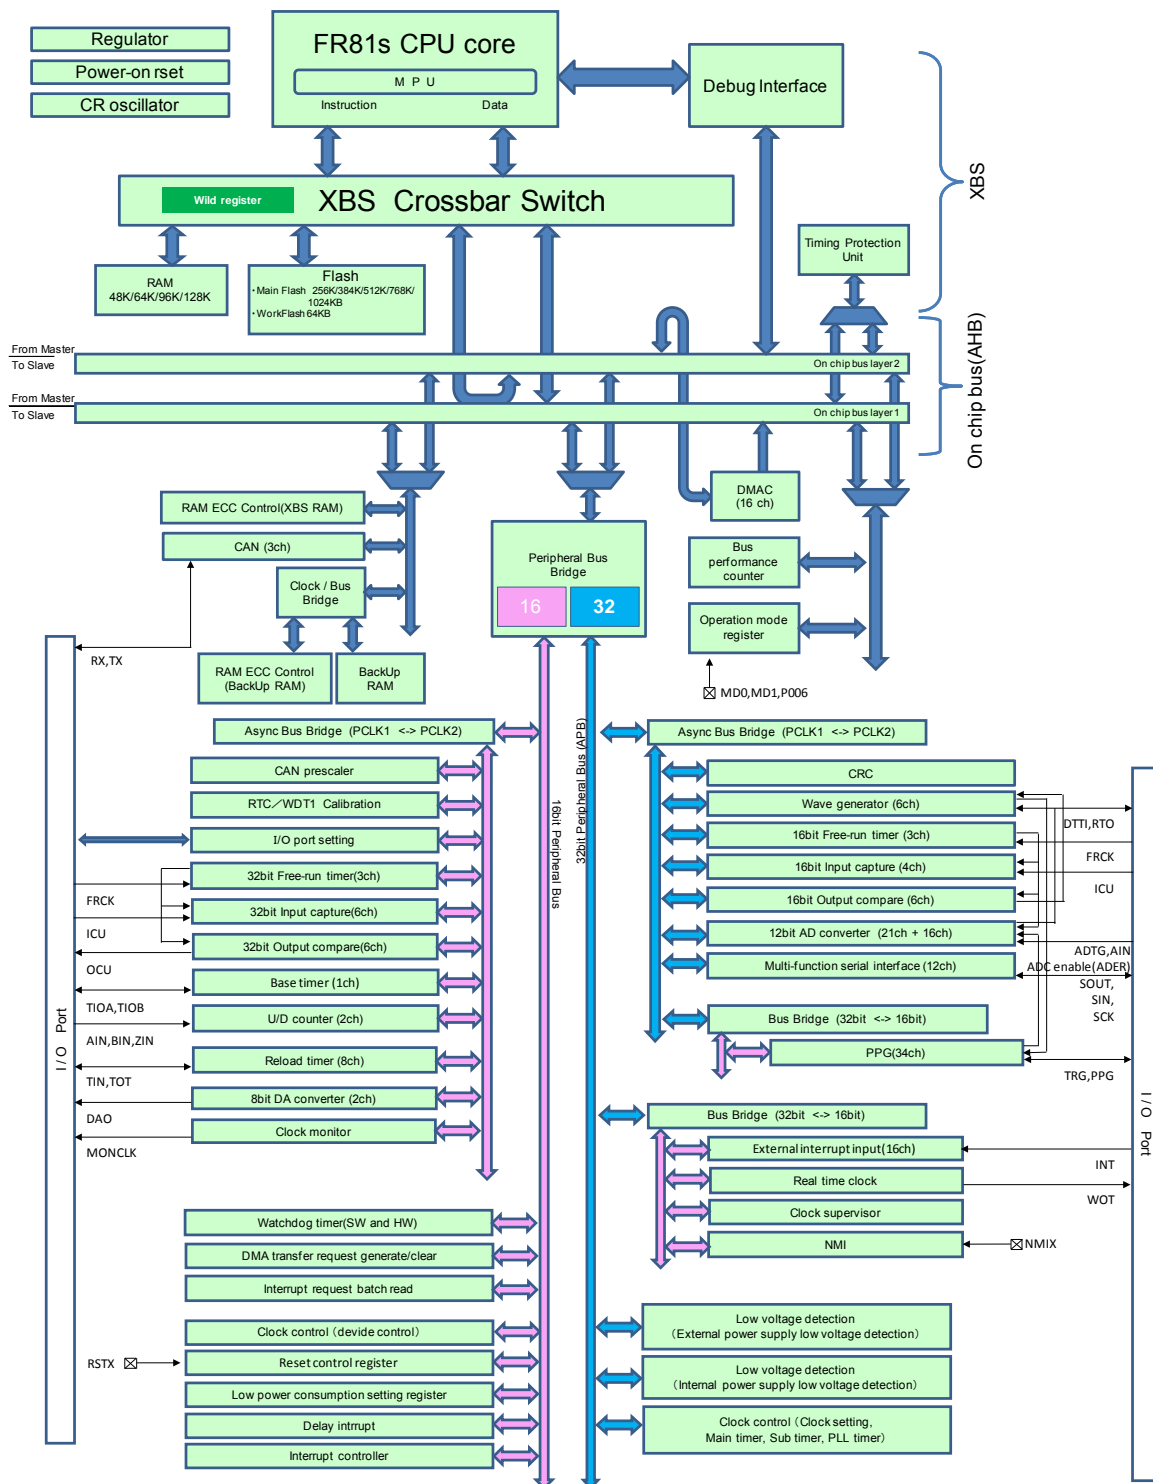 Regulator
Power-on rset
CR oscillator
FR81s CPU core
M P U
Instruction Data
Debug Interface
XBS
Wild register
XBS Crossbar Switch
Timing Protection
Unit
RAM
48K/64K/96K/128K
Flash
・Main Flash 256K/384K/512K/768K/
1024KB
・WorkFlash 64KB
On chip bus(AHB)
From Master
To Slave
On chip bus layer 2
From Master
To Slave
On chip bus layer 1
RAM ECC Control(XBS RAM)
CAN (3ch)
Clock / Bus
Bridge
RAM ECC Control
(BackUp RAM)
BackUp
RAM
Peripheral Bus
Bridge
16
32
DMAC
(16 ch)
Bus
performance
counter
Operation mode
register
MD0,MD1,P006
RX,TX
I / O Port
Async Bus Bridge (PCLK1 <-> PCLK2)
CAN prescaler
RTC／WDT1 Calibration
I/O port setting
32bit Free-run timer(3ch)
FRCK
32bit Input capture(6ch)
ICU
32bit Output compare(6ch)
OCU
Base timer (1ch)
TIOA,TIOB
U/D counter (2ch)
AIN,BIN,ZIN
Reload timer (8ch)
TIN,TOT
8bit DA converter (2ch)
DAO
Clock monitor
MONCLK
16bit Peripheral Bus
32bit Peripheral Bus (APB)
Watchdog timer(SW and HW)
DMA transfer request generate/clear
Interrupt request batch read
Clock control（devide control）
RSTX
Reset control register
Low power consumption setting register
Delay intrrupt
Interrupt controller
Async Bus Bridge (PCLK1 <-> PCLK2)
CRC
Wave generator (6ch)
DTTI,RTO
16bit Free-run timer (3ch)
FRCK
16bit Input capture (4ch)
ICU
16bit Output compare (6ch)
12bit AD converter (21ch + 16ch)
ADTG,AIN
ADC enable(ADER)
Multi-function serial interface (12ch)
SOUT,
SIN,
SCK
Bus Bridge (32bit <-> 16bit)
PPG(34ch)
TRG,PPG
I / O Port
Bus Bridge (32bit <-> 16bit)
External interrupt input(16ch)
INT
Real time clock
WOT
Clock supervisor
NMI
NMIX
Low voltage detection
（External power supply low voltage detection）
Low voltage detection
（Internal power supply low voltage detection）
Clock control（Clock setting,
Main timer, Sub timer, PLL timer）